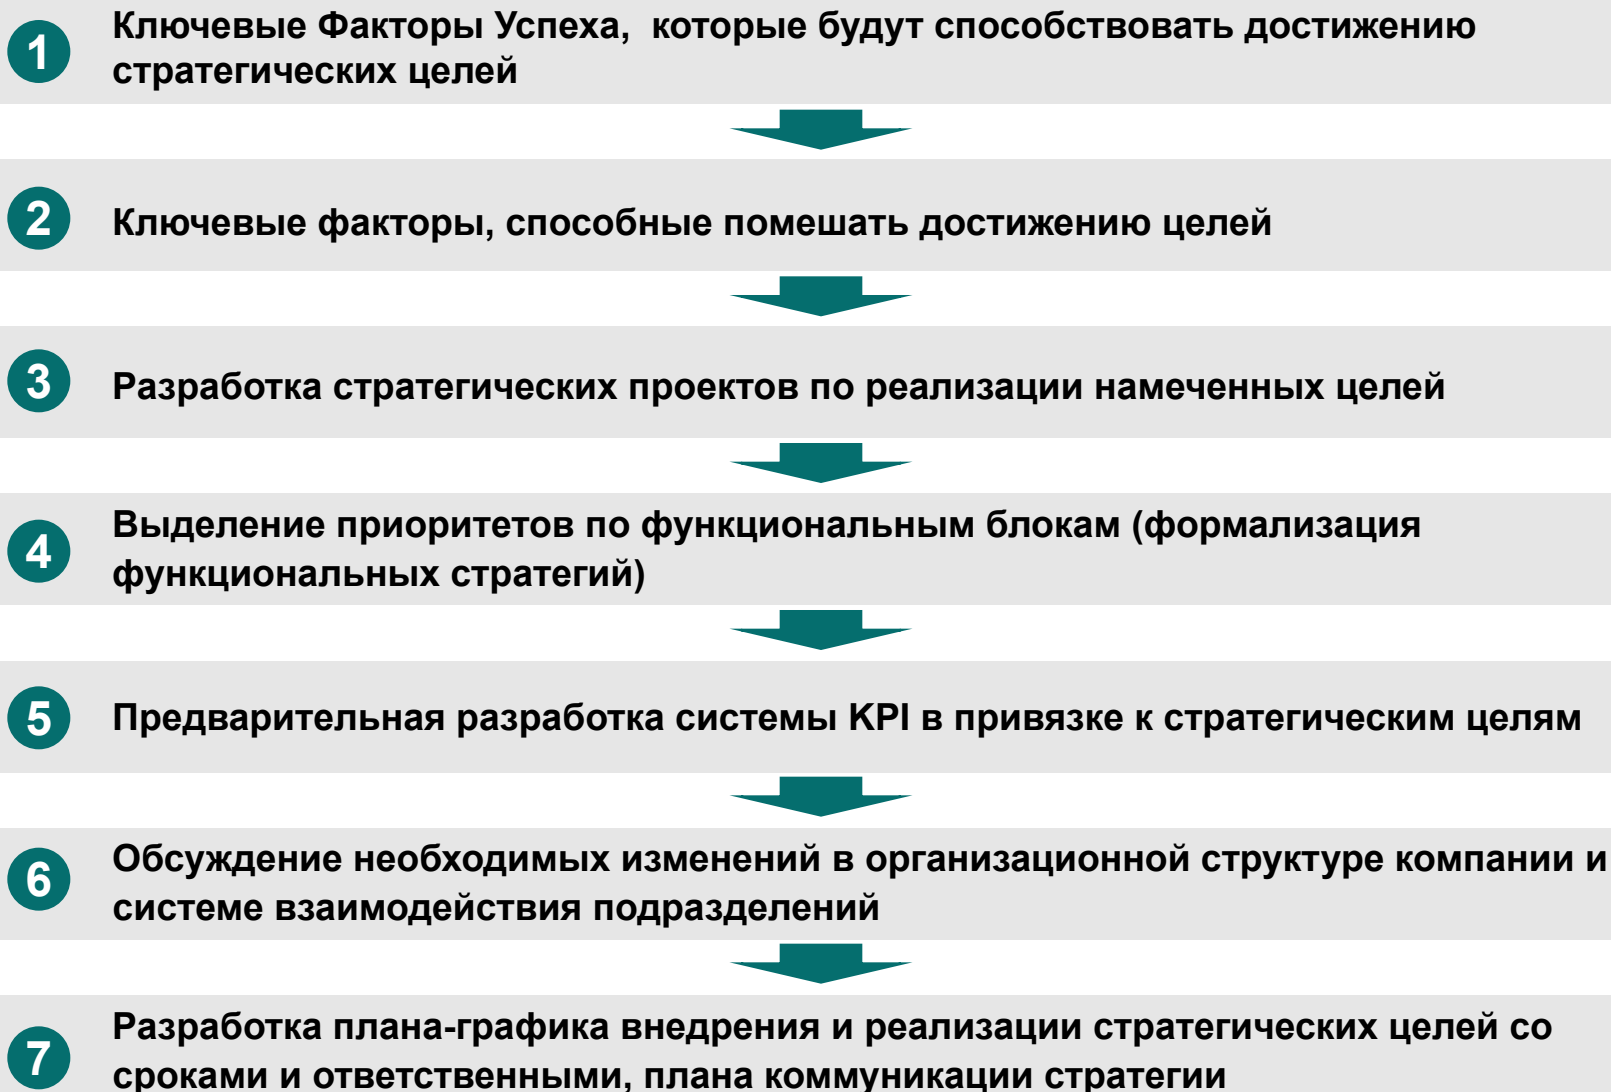 1
Ключевые Факторы Успеха,  которые будут способствовать достижению
стратегических целей
2
Ключевые факторы, способные помешать достижению целей
3
Разработка стратегических проектов по реализации намеченных целей
4
Выделение приоритетов по функциональным блокам (формализация
функциональных стратегий)
5
Предварительная разработка системы KPI в привязке к стратегическим целям
6
Обсуждение необходимых изменений в организационной структуре компании и
системе взаимодействия подразделений
7
Разработка плана-графика внедрения и реализации стратегических целей со
сроками и ответственными, плана коммуникации стратегии